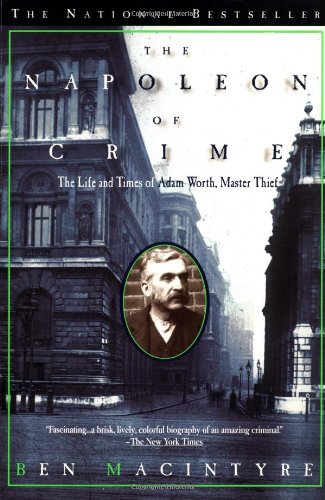 THE NATIONAL BESTSELLER
THE
NAPOLEON
OF
CRIME
The Life and Times of Adam Worth, Master Thief
"Fascinating...a brisk, lively, colorful biography of an amazing criminal."
—The New York Times
BEN MACINTYRE